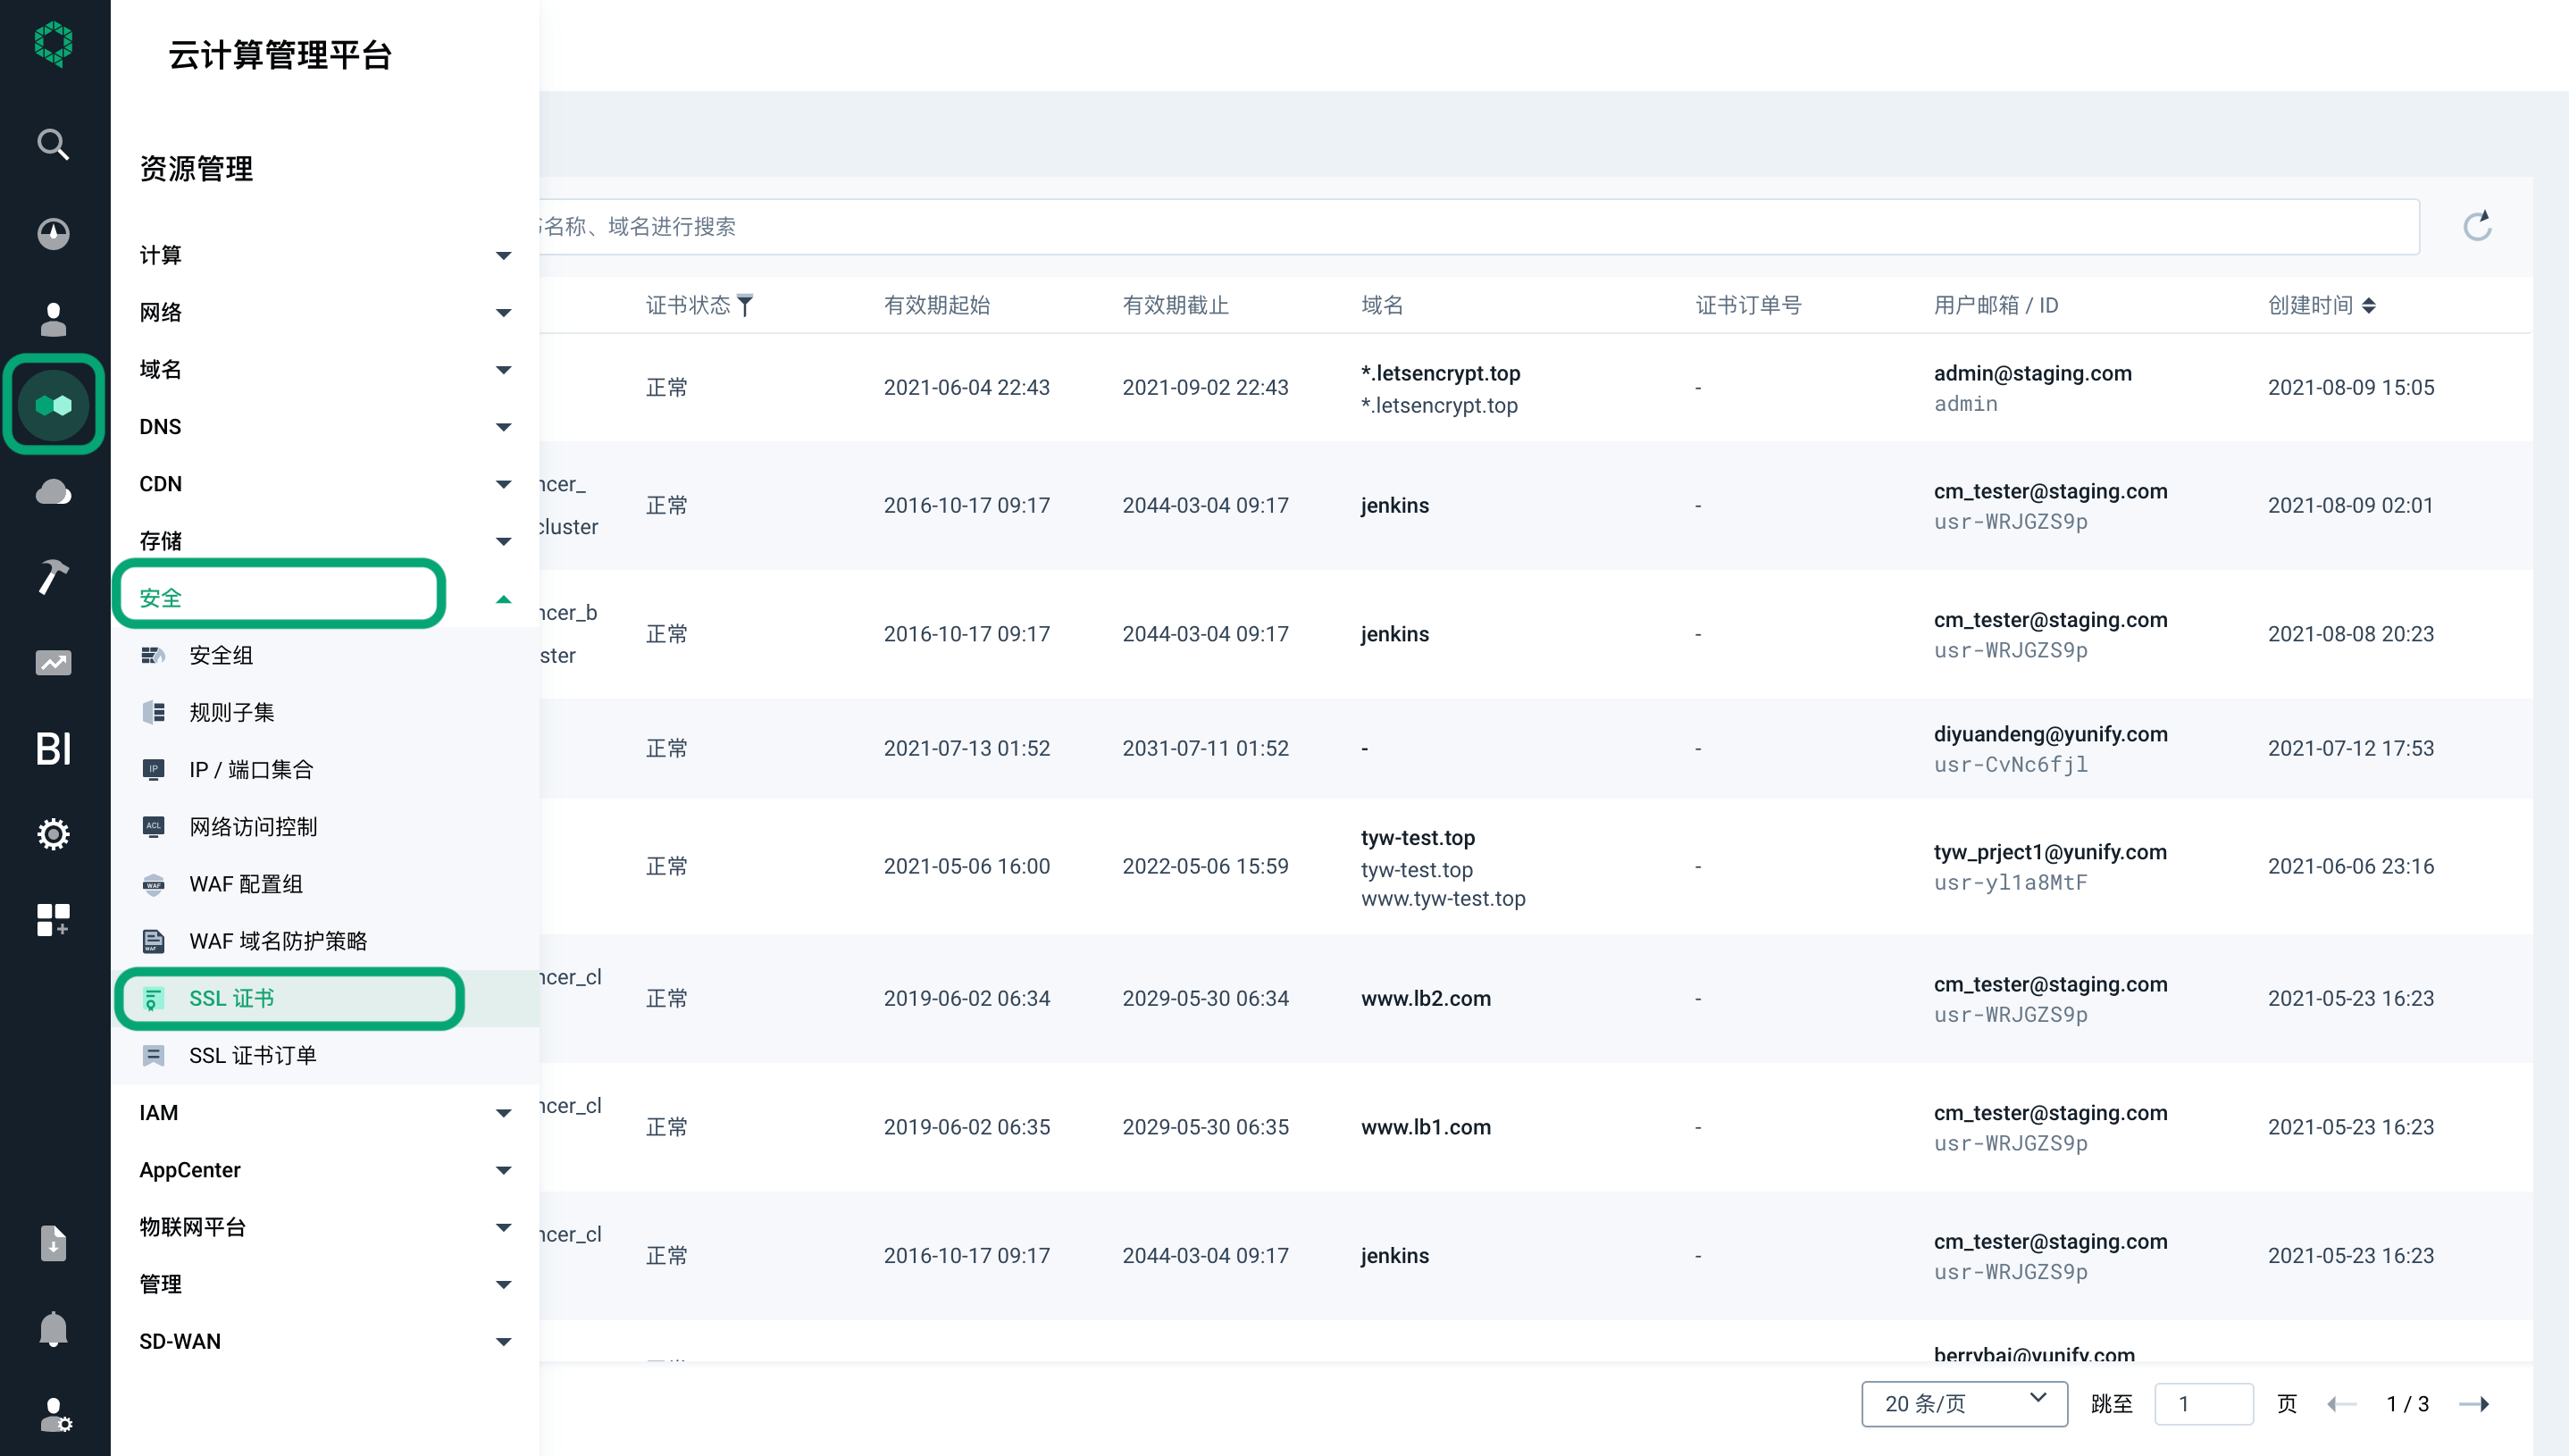 云计算管理平台
资源管理
计算
网络
域名
DNS
CDN
存储
安全
安全组
规则子集
IP / 端口集合
网络访问控制
WAF 配置组
WAF 域名防护策略
SSL 证书
SSL 证书订单
IAM
AppCenter
物联网平台
管理
SD-WAN
BI
IP
ACL
WAF
WAF
名称、域名进行搜索
证书状态 有效期起始 有效期截止 域名 证书订单号 用户邮箱 / ID 创建时间
正常 2021-06-04 22:43 2021-09-02 22:43 *.letsencrypt.top - admin@staging.com 2021-08-09 15:05
*.letsencrypt.top admin
ncer_ 正常 2016-10-17 09:17 2044-03-04 09:17 jenkins - cm_tester@staging.com 2021-08-09 02:01
cluster usr-WRJGZS9p
ncer_b 正常 2016-10-17 09:17 2044-03-04 09:17 jenkins - cm_tester@staging.com 2021-08-08 20:23
ster usr-WRJGZS9p
正常 2021-07-13 01:52 2031-07-11 01:52 - - diyuandeng@yunify.com 2021-07-12 17:53
usr-CvNc6fjl
正常 2021-05-06 16:00 2022-05-06 15:59 tyw-test.top - tyw_prject1@yunify.com 2021-06-06 23:16
tyw-test.top usr-yl1a8MtF
www.tyw-test.top
ncer_cl 正常 2019-06-02 06:34 2029-05-30 06:34 www.lb2.com - cm_tester@staging.com 2021-05-23 16:23
usr-WRJGZS9p
ncer_cl 正常 2019-06-02 06:35 2029-05-30 06:35 www.lb1.com - cm_tester@staging.com 2021-05-23 16:23
usr-WRJGZS9p
ncer_cl 正常 2016-10-17 09:17 2044-03-04 09:17 jenkins - cm_tester@staging.com 2021-05-23 16:23
usr-WRJGZS9p
berrybai@yunify.com
20 条/页 跳至 1 页 1 / 3